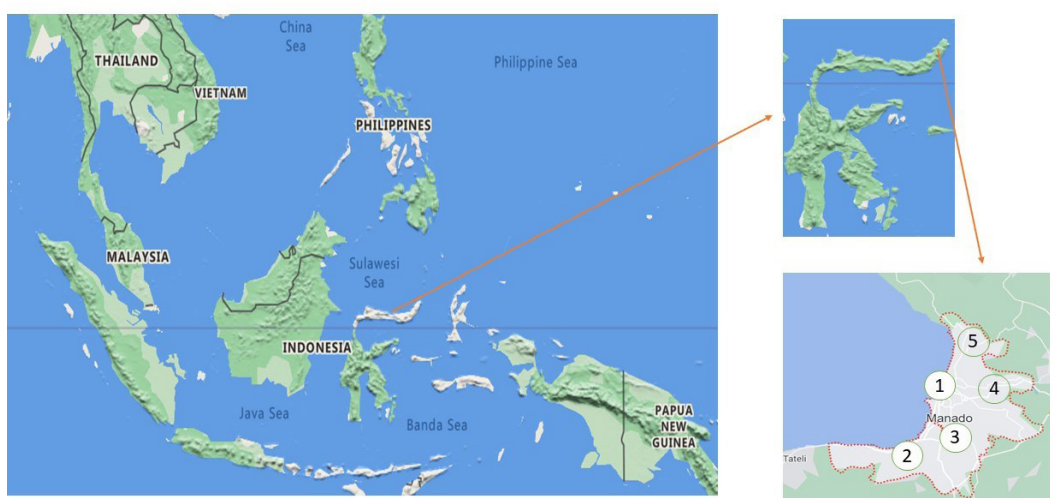 China
Sea
Philippine Sea
THAILAND
VIETNAM
PHILIPPINES
MALAYSIA
Sulawesi
Sea
INDONESIA
Java Sea
Banda Sea
PAPUA
NEW
GUINEA
5
1
4
Manado
3
2
Tateli